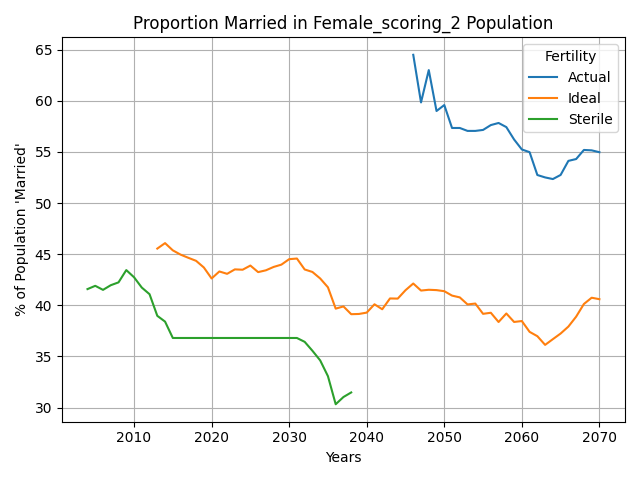 Proportion Married in Female_scoring_2 Population
% of Population 'Married'
65
60
55
50
45
40
35
30
Fertility
Actual
Ideal
Sterile
2010 2020 2030 2040 2050 2060 2070
Years